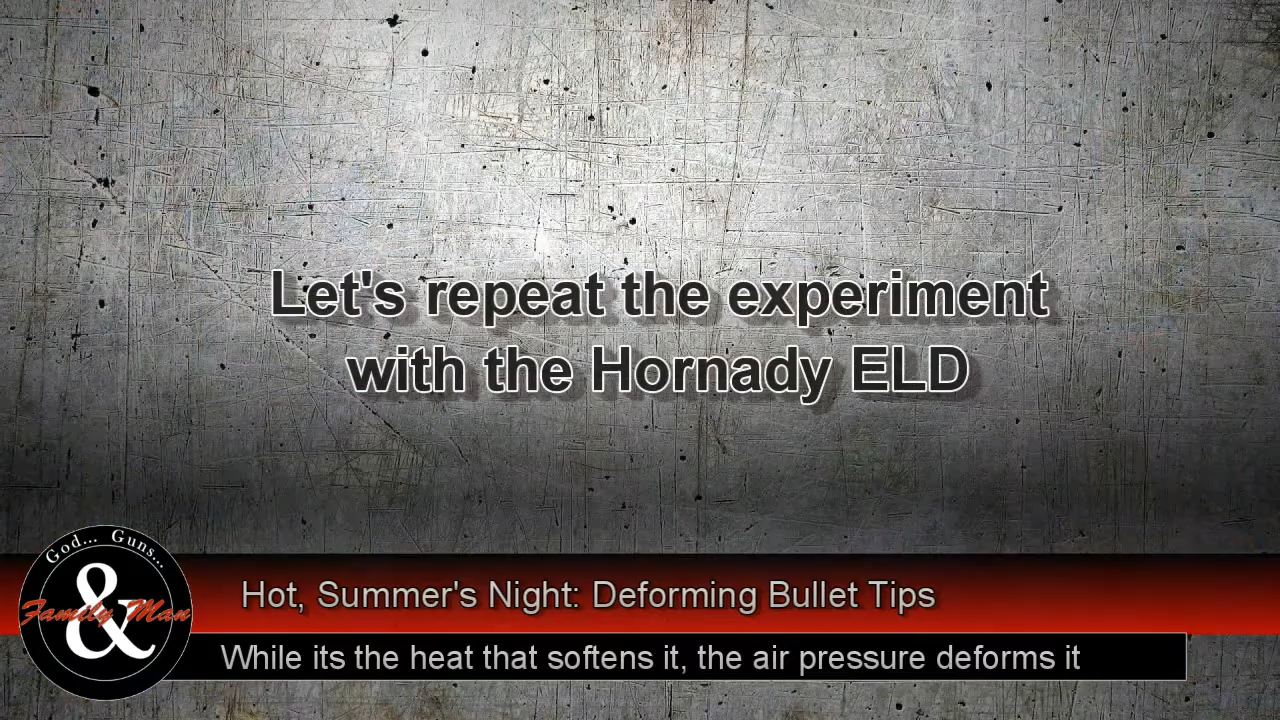 Let's repeat the experiment
with the Hornady ELD
God... Guns...
&
Family Man
Hot, Summer's Night: Deforming Bullet Tips
While its the heat that softens it, the air pressure deforms it